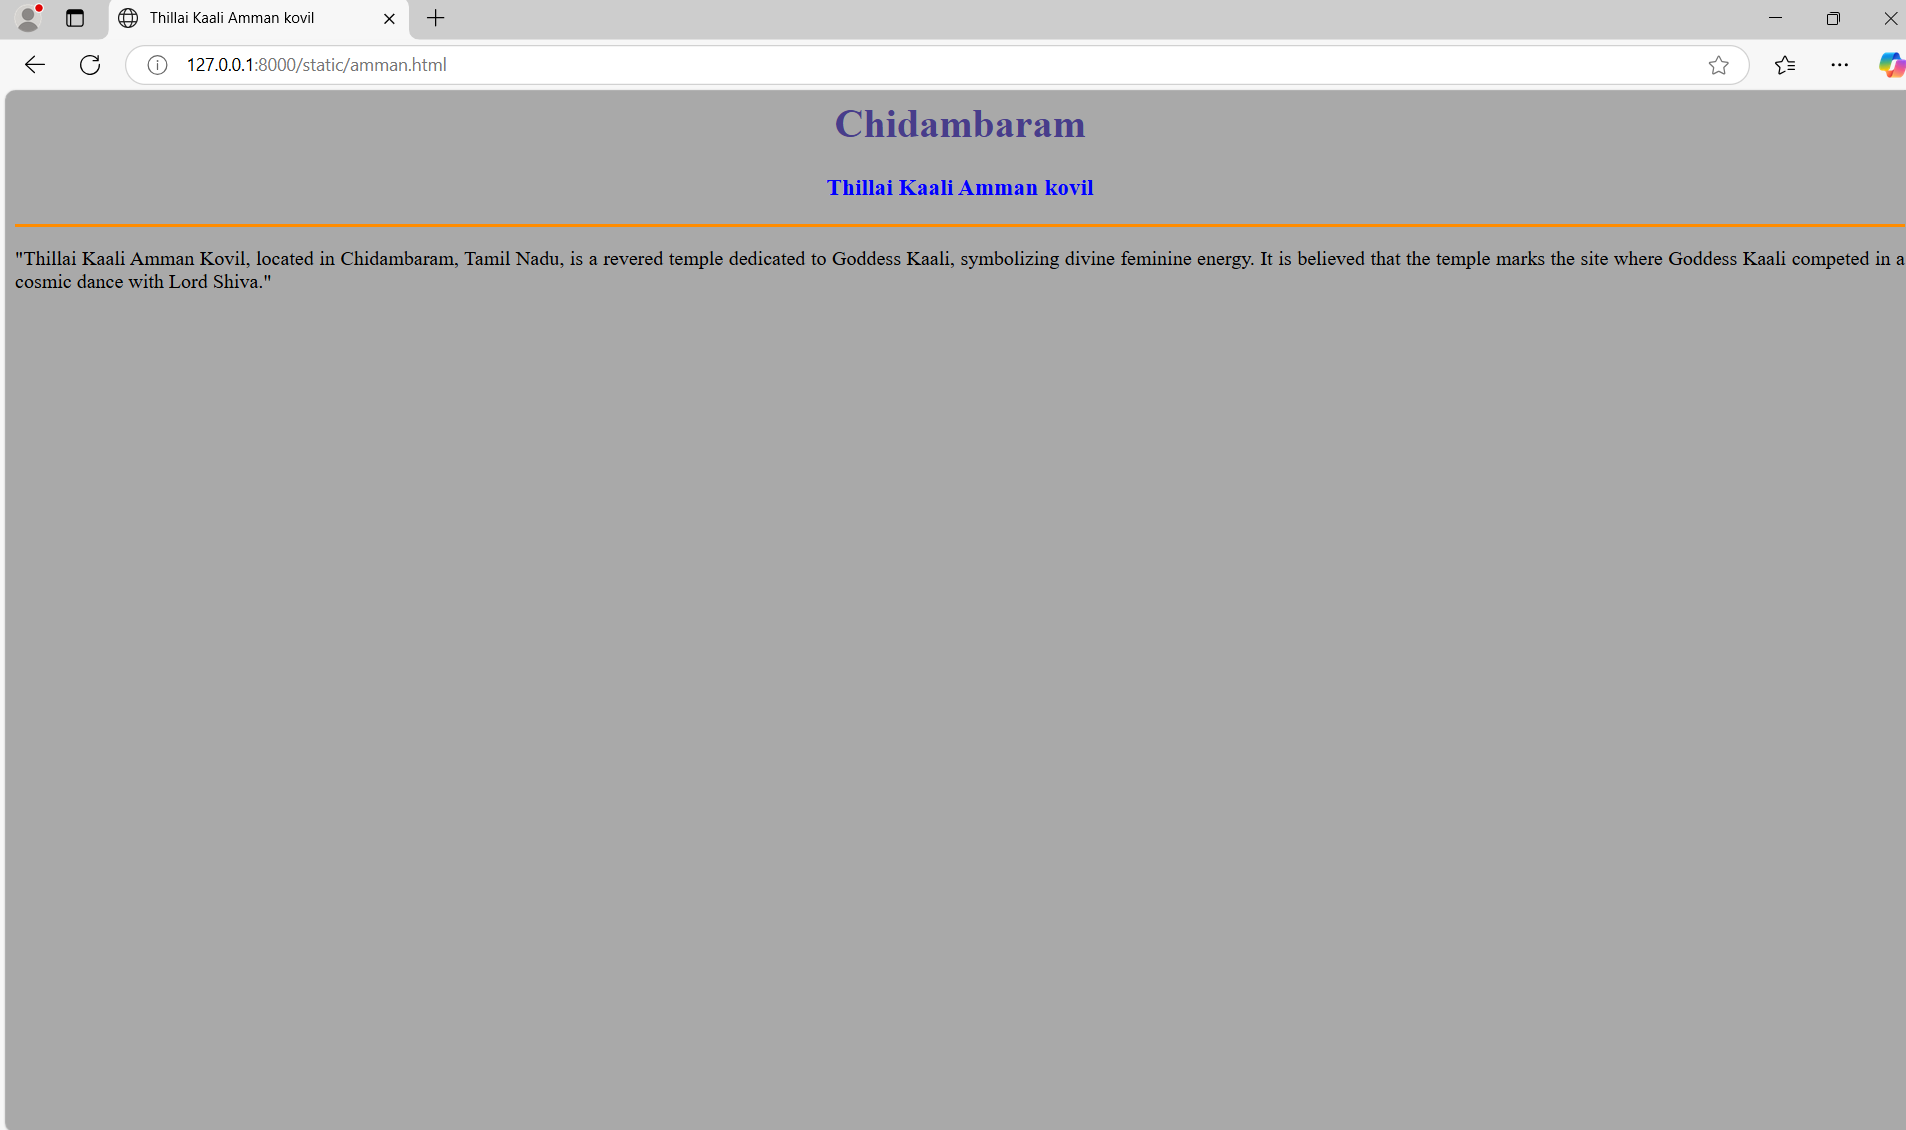 Thillai Kaali Amman kovil
127.0.0.1:8000/static/amman.html
Chidambaram
Thillai Kaali Amman kovil
"Thillai Kaali Amman Kovil, located in Chidambaram, Tamil Nadu, is a revered temple dedicated to Goddess Kaali, symbolizing divine feminine energy. It is believed that the temple marks the site where Goddess Kaali competed in a
cosmic dance with Lord Shiva."